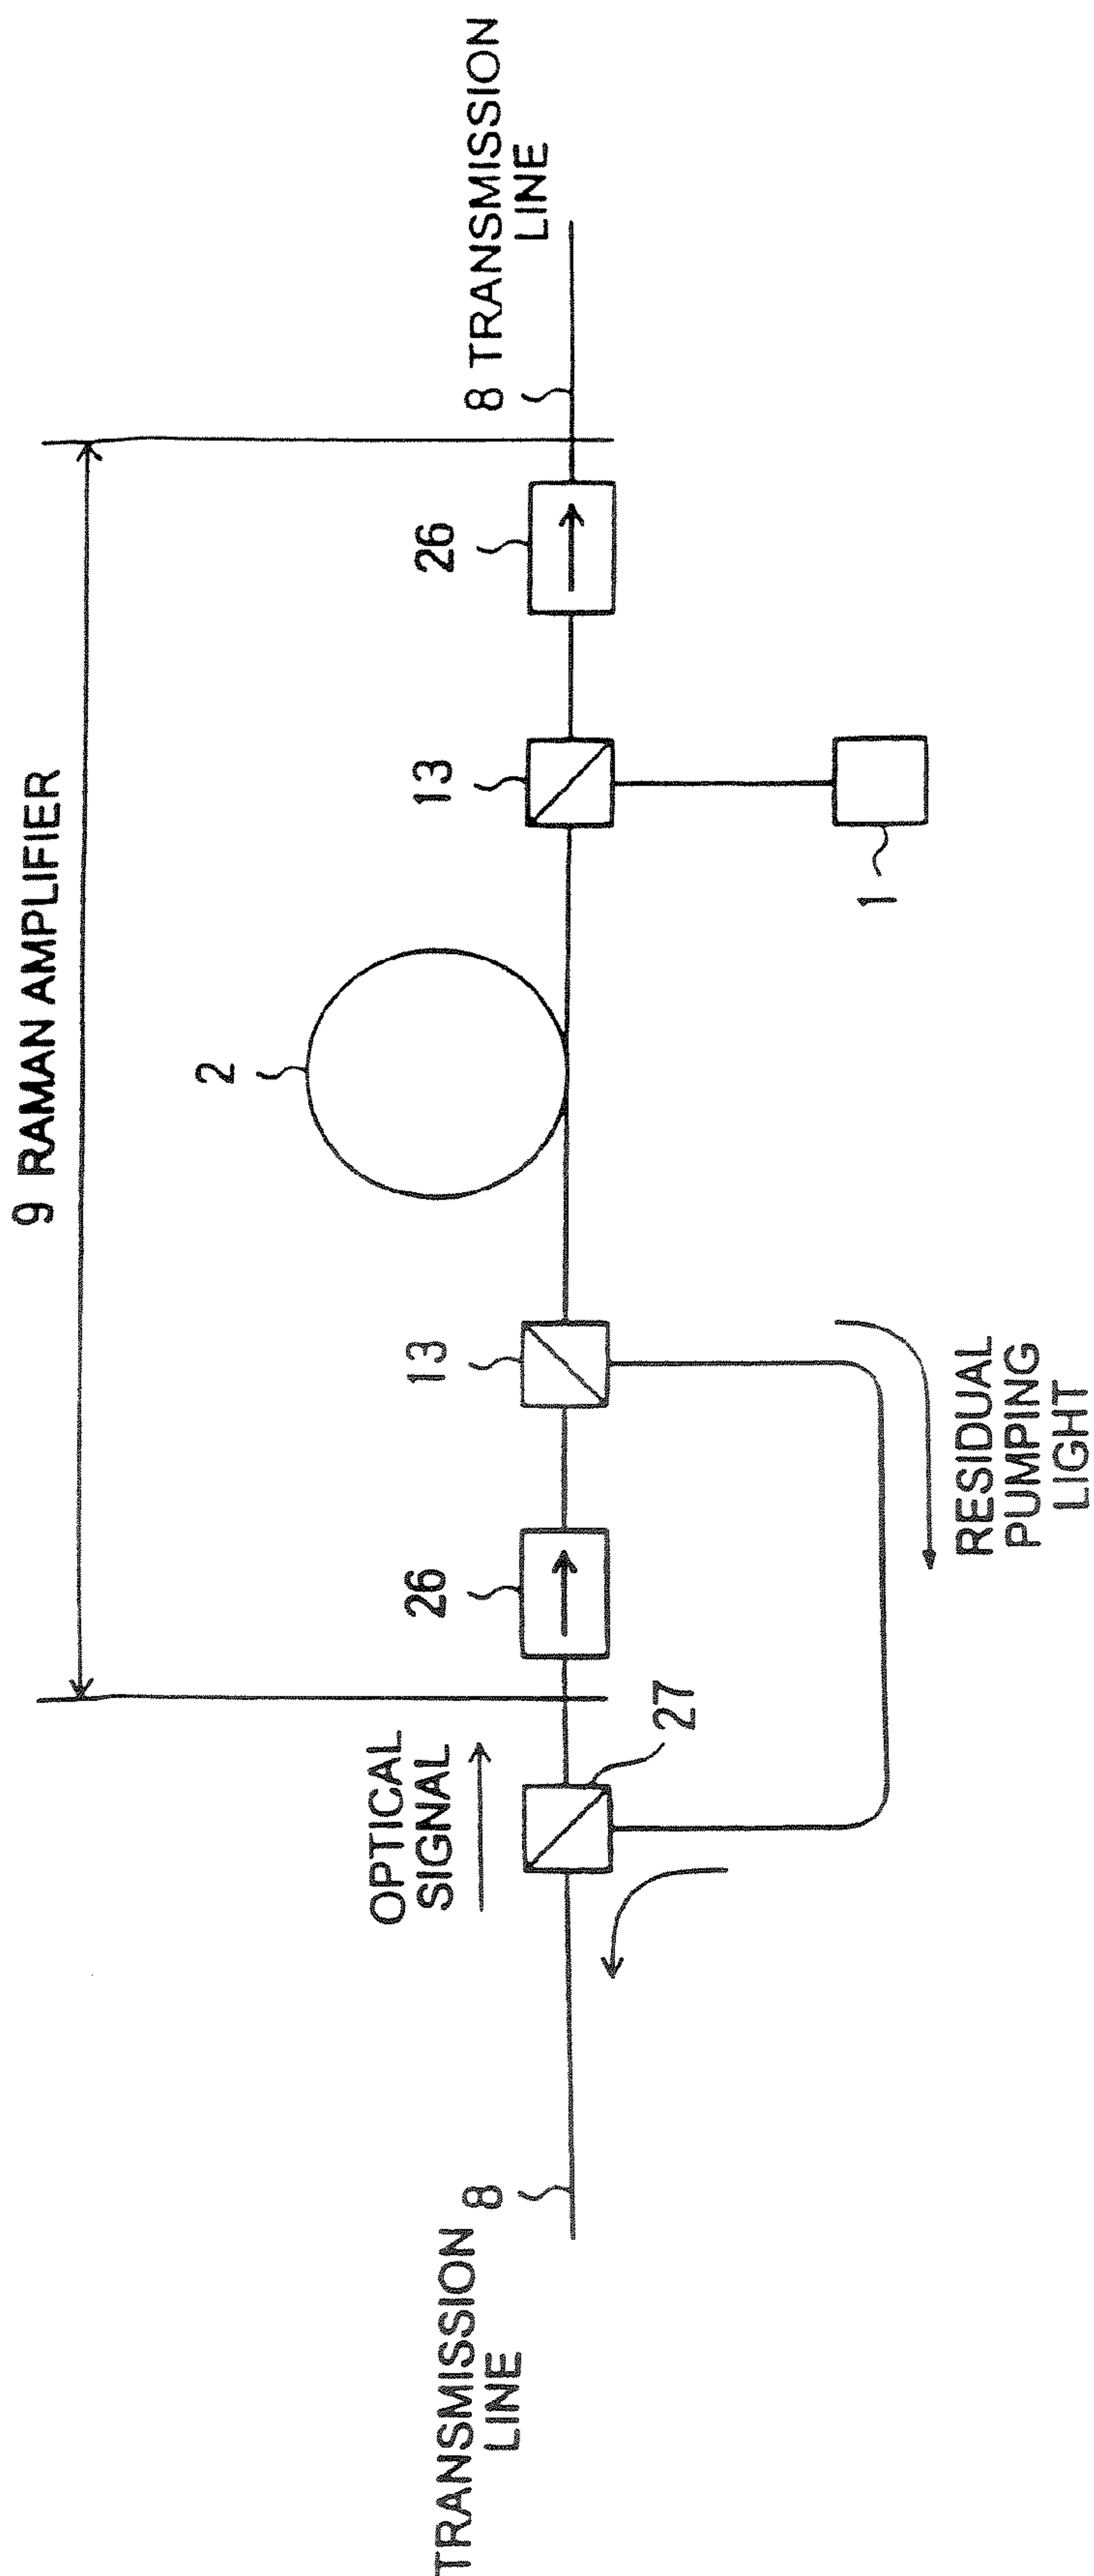 9 RAMAN AMPLIFIER
OPTICAL
SIGNAL
TRANSMISSION
LINE
8
27
26
13
2
13
26
8 TRANSMISSION
LINE
1
RESIDUAL
PUMPING
LIGHT